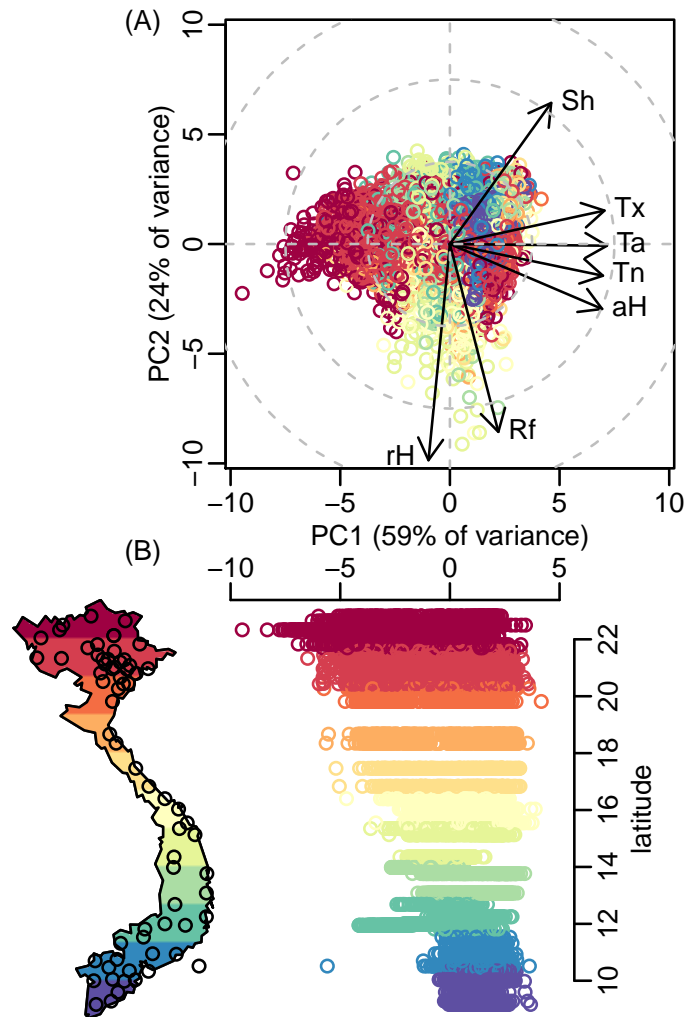 (A)
10
5
0
−5
−10
PC2 (24% of variance)
Sh
Tx
Ta
Tn
aH
Rf
rH
−10 −5 0 5 10
PC1 (59% of variance)
(B)
−10 −5 0 5
22
20
18
16
14
12
10
latitude